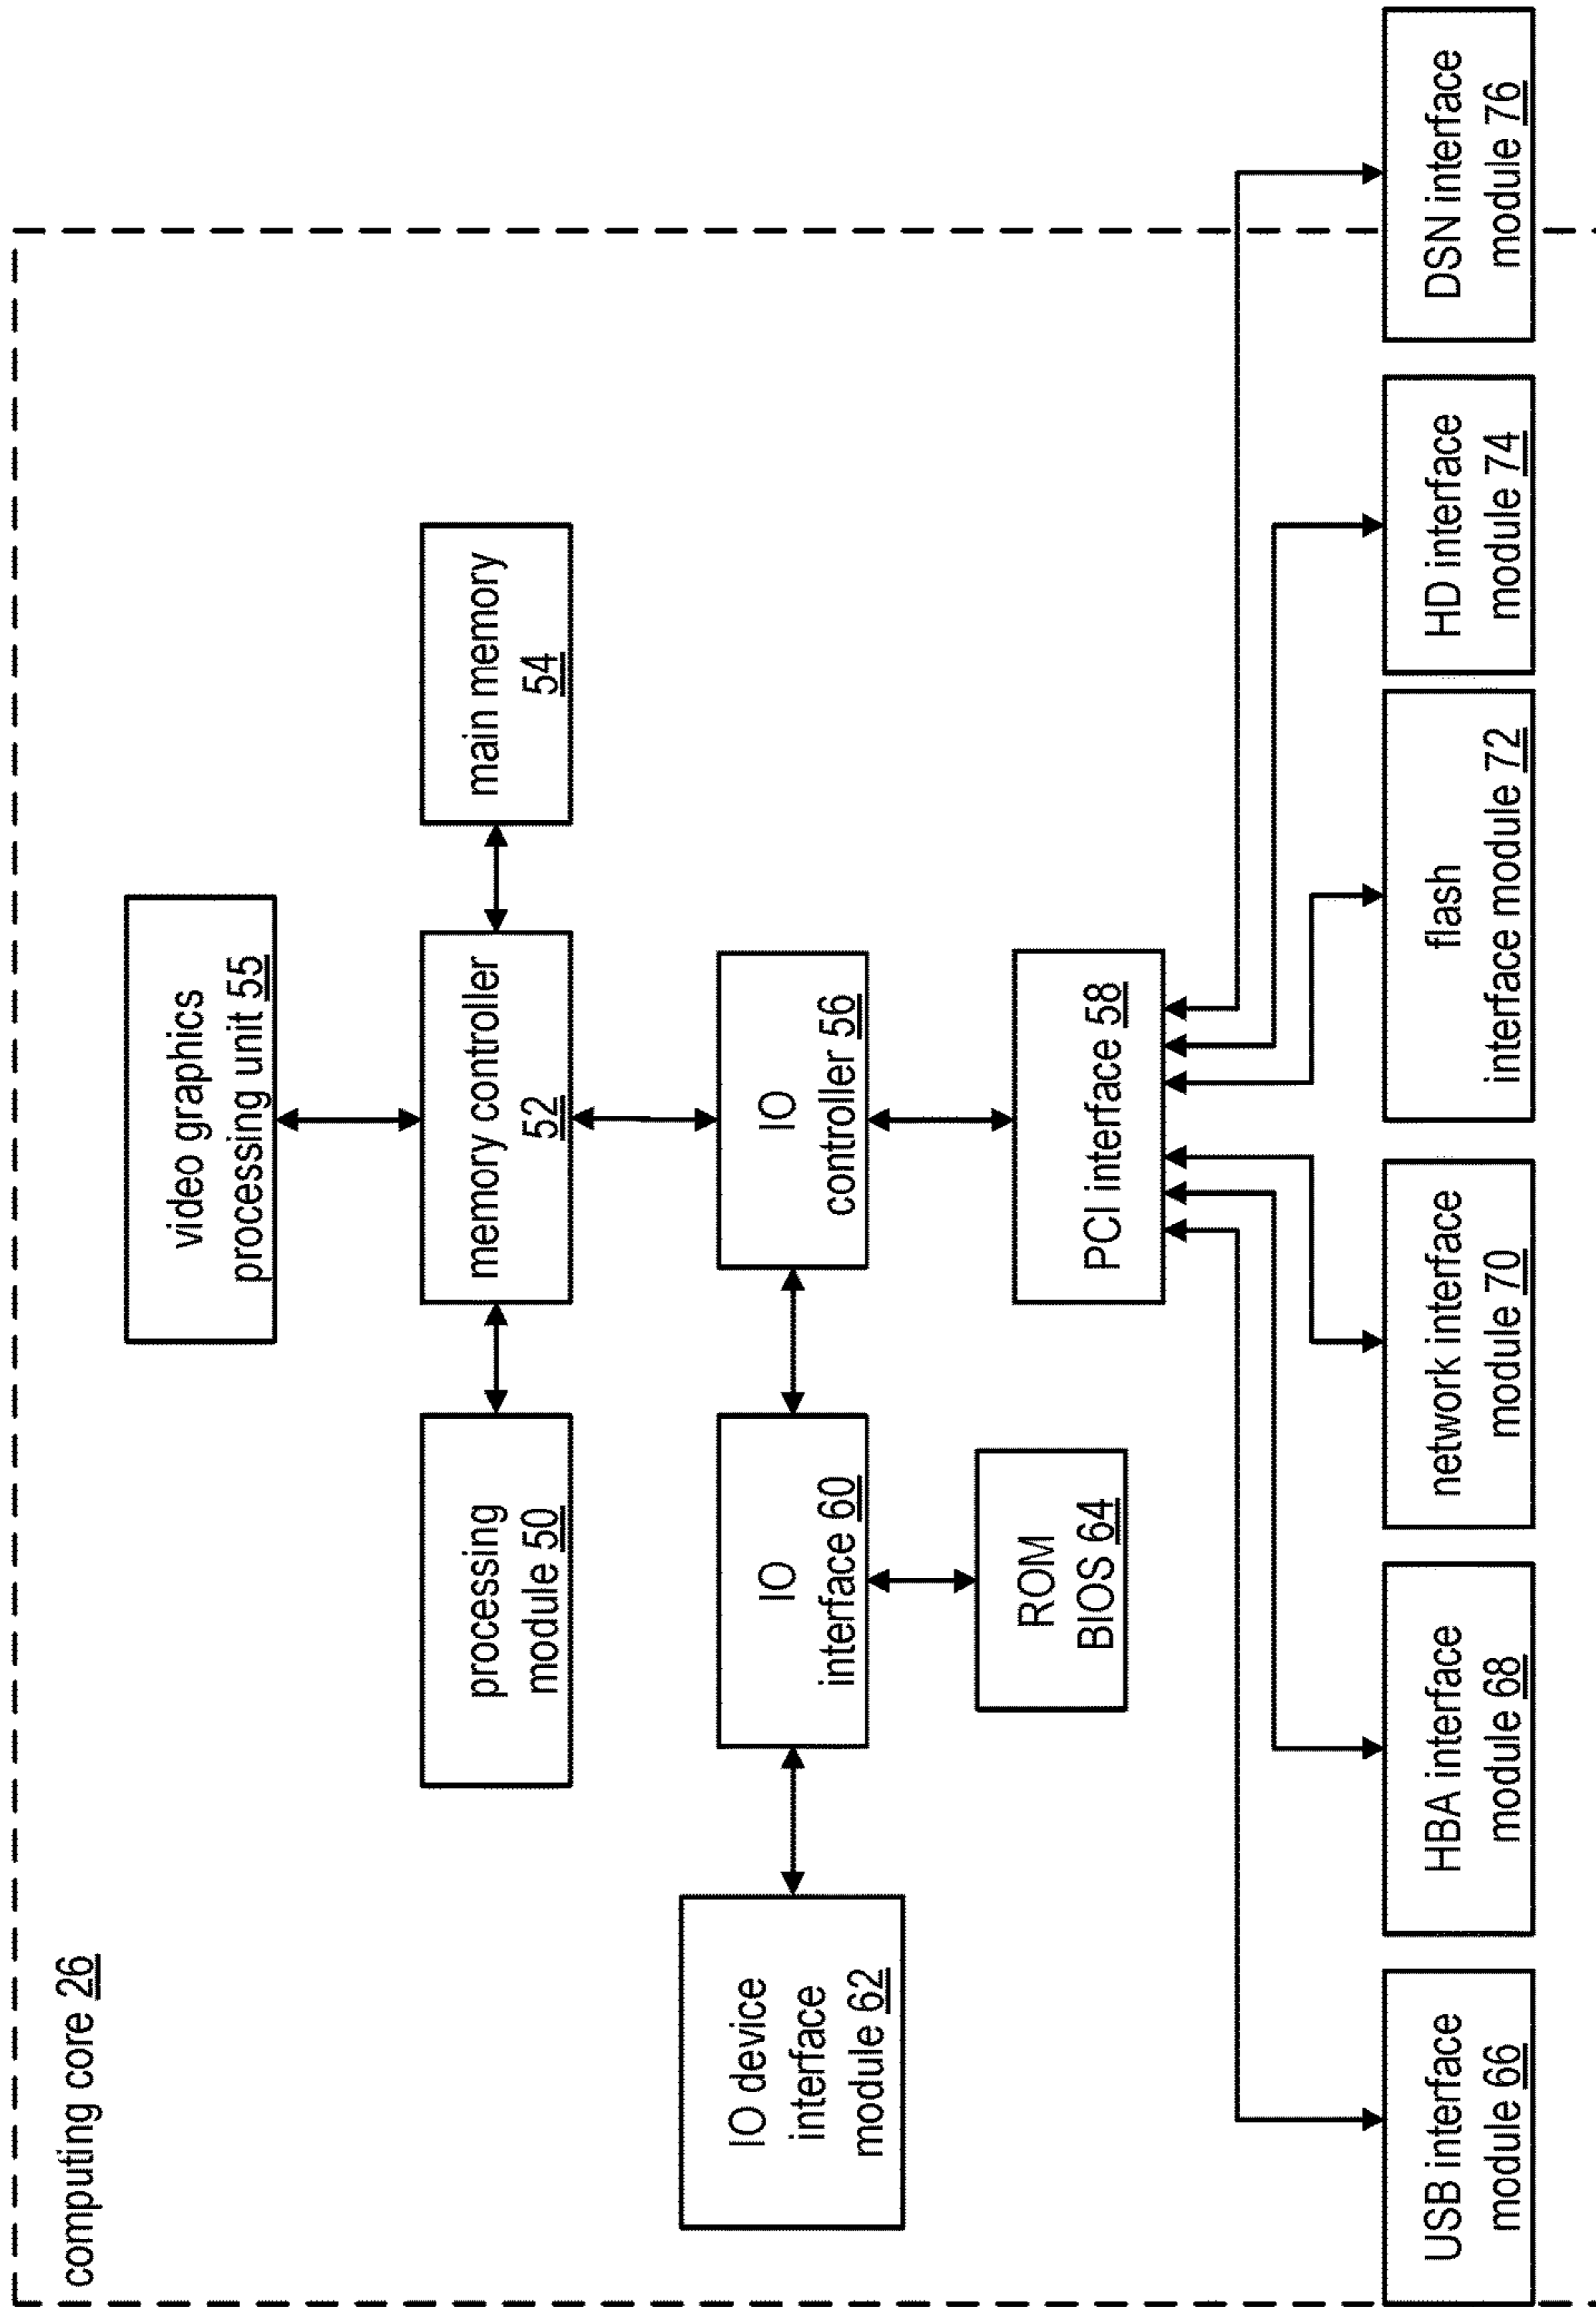 computing core 26
video graphics
processing unit 55
processing
module 50
memory controller
52
main memory
54
IO device
interface
module 62
IO
interface 60
IO
controller 56
ROM
BIOS 64
PCI interface 58
USB interface
module 66
HBA interface
module 68
network interface
module 70
flash
interface module 72
HD interface
module 74
DSN interface
module 76